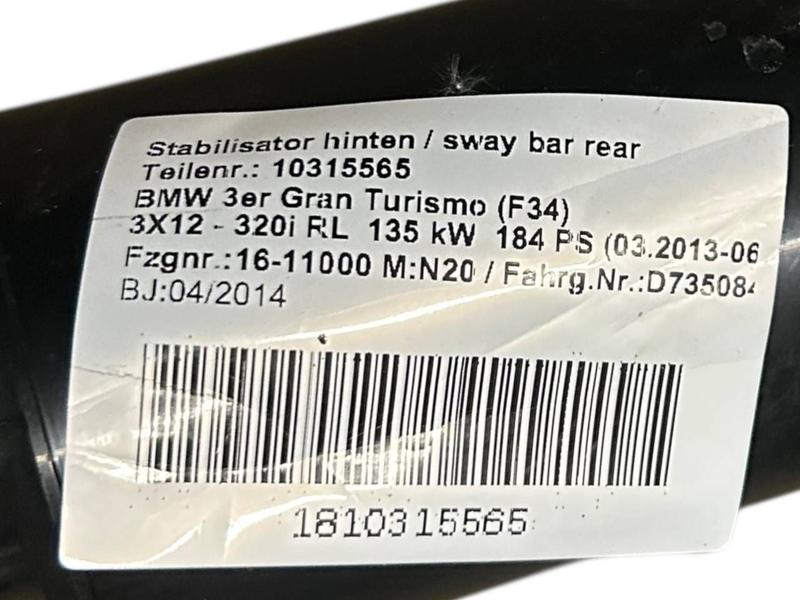 Stabilisator hinten / sway bar rear
Teilenr.: 10315565
BMW 3er Gran Turismo (F34)
3X12 - 320i RL 135 kW 184 PS (03.2013-06
Fzgnr.:16-11000 M:N20 / Fahrg.Nr.:D735084
BJ:04/2014
1810315565